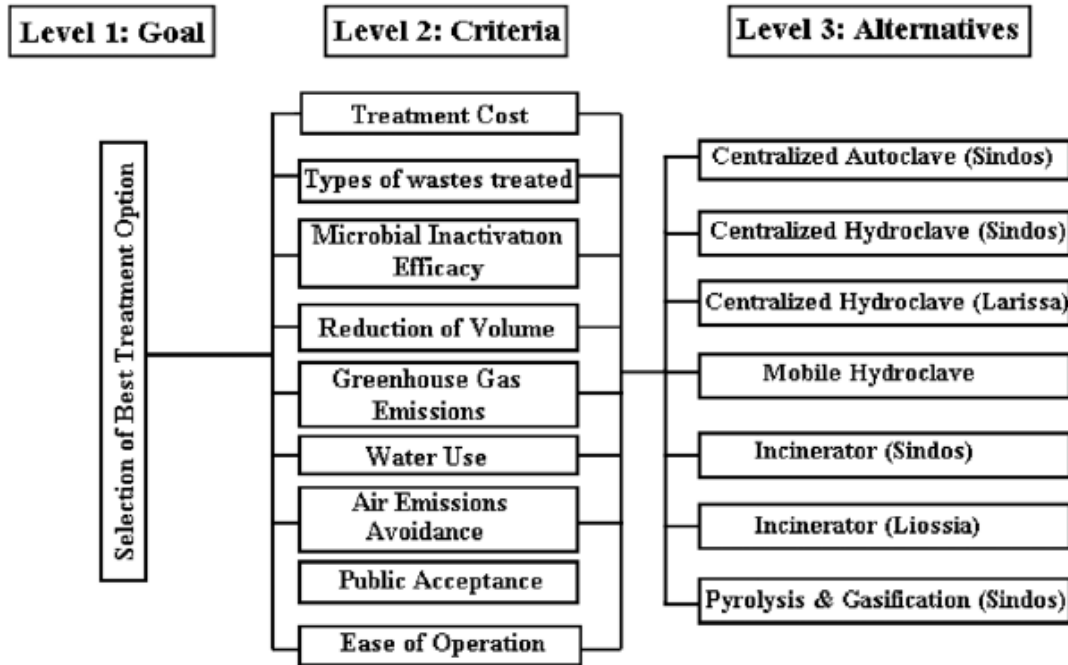 Level 1: Goal
Level 2: Criteria
Level 3: Alternatives
Selection of Best Treatment Option
Treatment Cost
Types of wastes treated
Microbial Inactivation
Efficacy
Reduction of Volume
Greenhouse Gas
Emissions
Water Use
Air Emissions
Avoidance
Public Acceptance
Ease of Operation
Centralized Autoclave (Sindos)
Centralized Hydroclave (Sindos)
Centralized Hydroclave (Larissa)
Mobile Hydroclave
Incinerator (Sindos)
Incinerator (Liossia)
Pyrolysis & Gasification (Sindos)